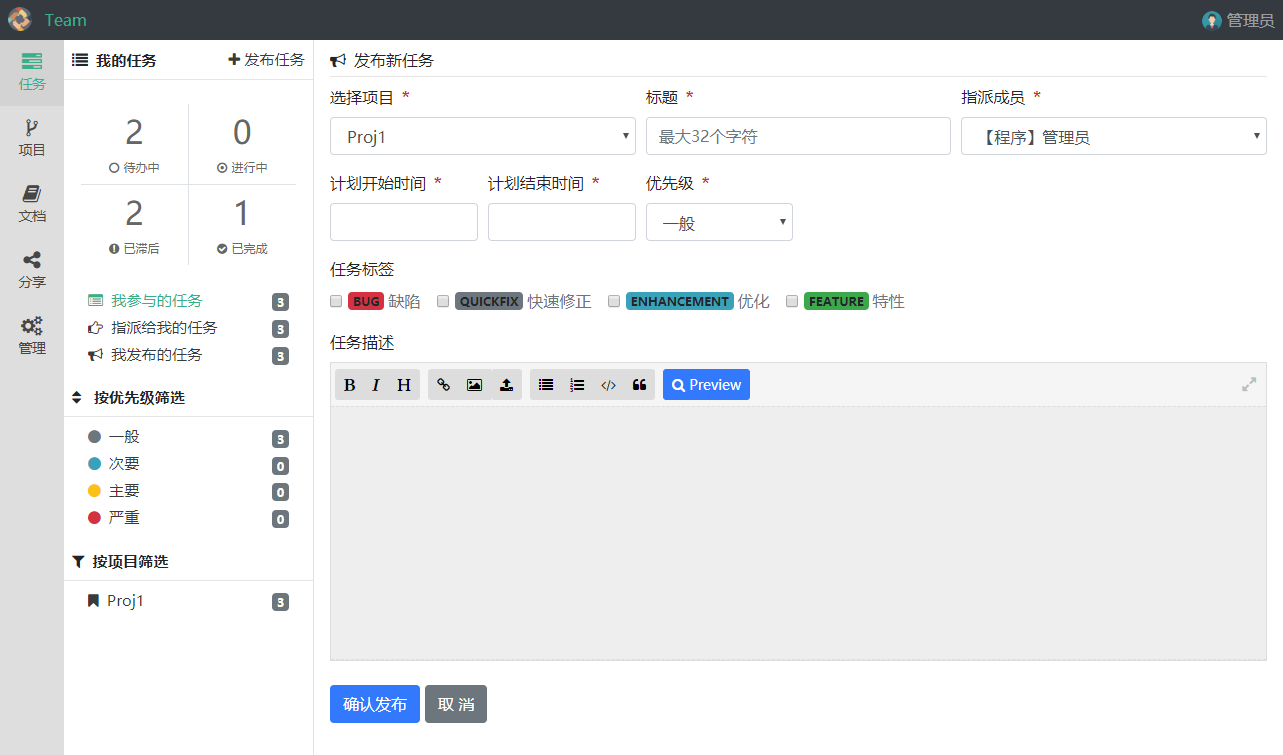 Team
管理员
任务
项目
文档
分享
管理
我的任务
发布任务
2
待办中
0
进行中
2
已滞后
1
已完成
我参与的任务 3
指派给我的任务 3
我发布的任务 3
按优先级筛选
一般 3
次要 0
主要 0
严重 0
按项目筛选
Proj1 3
发布新任务
选择项目 *
Proj1
标题 *
最大32个字符
指派成员 *
【程序】管理员
计划开始时间 *
计划结束时间 *
优先级 *
一般
任务标签
BUG 缺陷 QUICKFIX 快速修正 ENHANCEMENT 优化 FEATURE 特性
任务描述
B I H Preview
确认发布 取 消